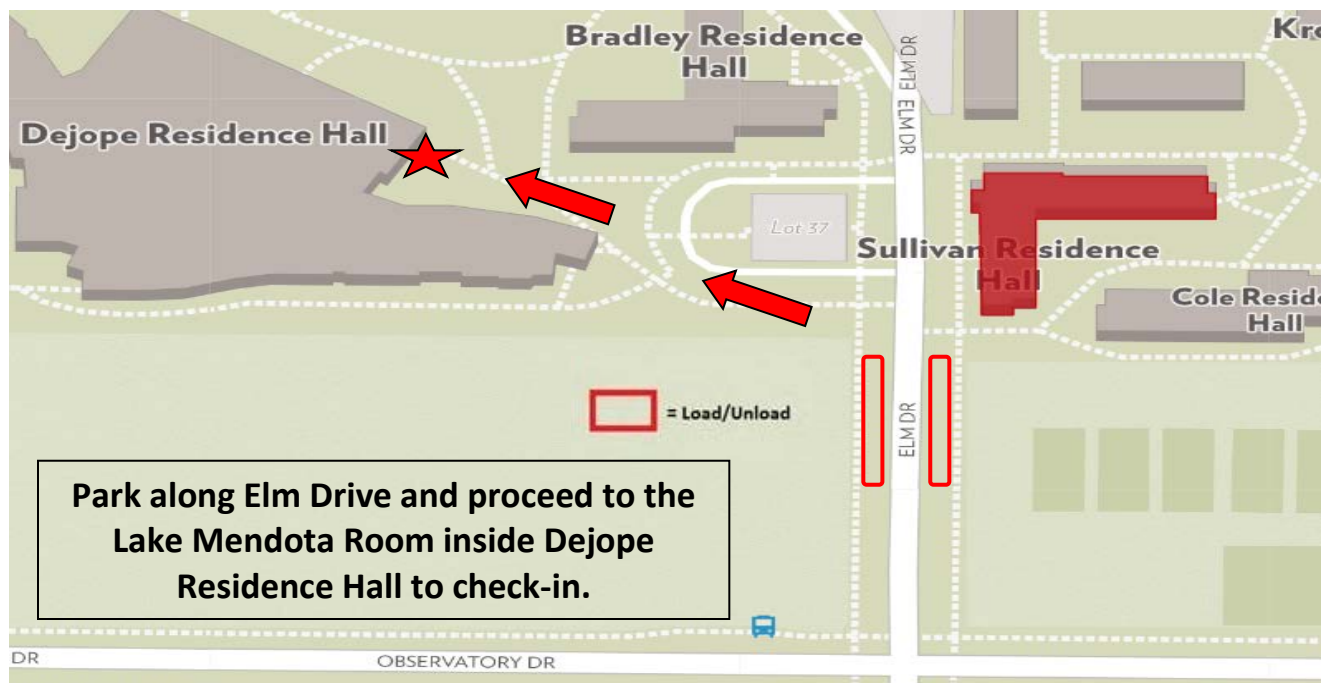 Bradley Residence
Hall
Kr
Dejope Residence Hall
ELM DR
ELM DR
Lot 37
Sullivan Residence
Hall
Cole Reside
Hall
= Load/Unload
ELM DR
Park along Elm Drive and proceed to the
Lake Mendota Room inside Dejope
Residence Hall to check-in.
DR
OBSERVATORY DR